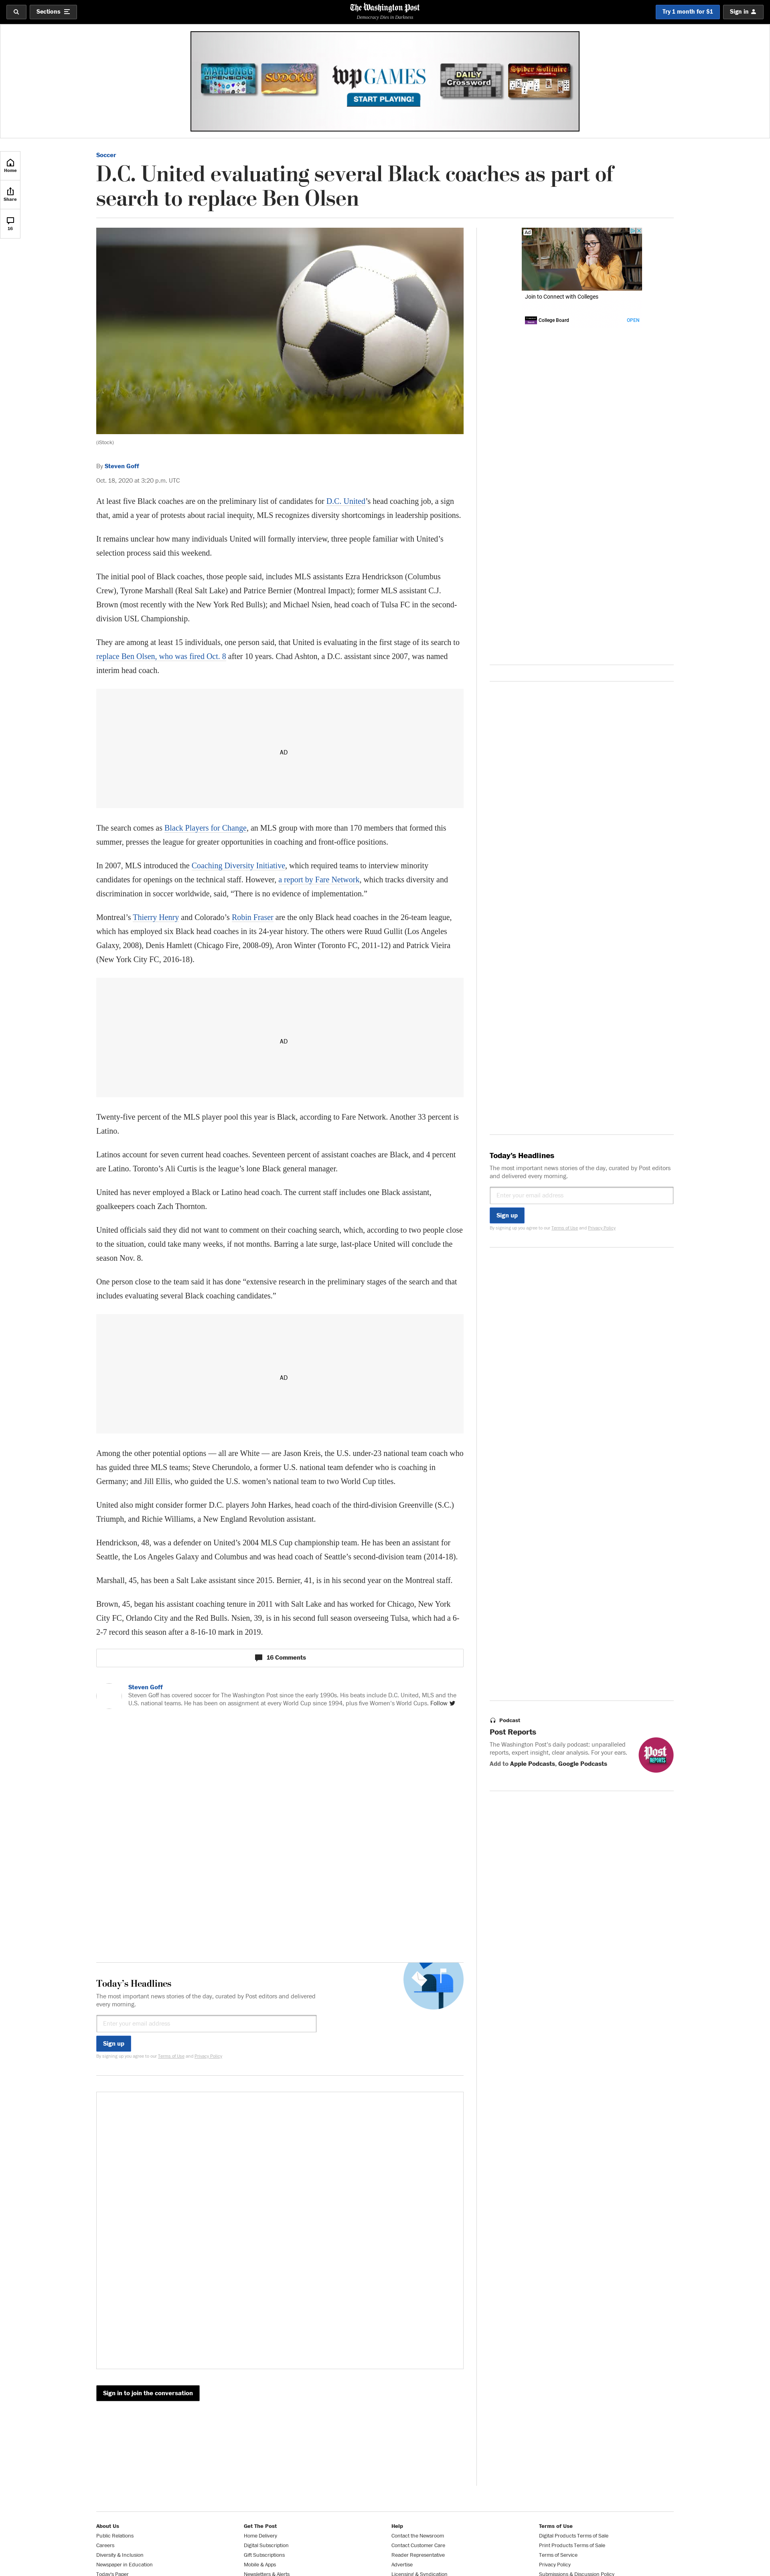 Sections
The Washington Post
Democracy Dies in Darkness
Try 1 month for $1
Sign in
MAHJONGG
DIMENSIONS
SUDOKU
wp GAMES
START PLAYING!
DAILY
Crossword
Spider Solitaire
Home
Share
16
Soccer
D.C. United evaluating several Black coaches as part of
search to replace Ben Olsen
(iStock)
By Steven Goff
Oct. 18, 2020 at 3:20 p.m. UTC
At least five Black coaches are on the preliminary list of candidates for D.C. United’s head coaching job, a sign
that, amid a year of protests about racial inequity, MLS recognizes diversity shortcomings in leadership positions.
It remains unclear how many individuals United will formally interview, three people familiar with United’s
selection process said this weekend.
The initial pool of Black coaches, those people said, includes MLS assistants Ezra Hendrickson (Columbus
Crew), Tyrone Marshall (Real Salt Lake) and Patrice Bernier (Montreal Impact); former MLS assistant C.J.
Brown (most recently with the New York Red Bulls); and Michael Nsien, head coach of Tulsa FC in the second-
division USL Championship.
They are among at least 15 individuals, one person said, that United is evaluating in the first stage of its search to
replace Ben Olsen, who was fired Oct. 8 after 10 years. Chad Ashton, a D.C. assistant since 2007, was named
interim head coach.
AD
The search comes as Black Players for Change, an MLS group with more than 170 members that formed this
summer, presses the league for greater opportunities in coaching and front-office positions.
In 2007, MLS introduced the Coaching Diversity Initiative, which required teams to interview minority
candidates for openings on the technical staff. However, a report by Fare Network, which tracks diversity and
discrimination in soccer worldwide, said, “There is no evidence of implementation.”
Montreal’s Thierry Henry and Colorado’s Robin Fraser are the only Black head coaches in the 26-team league,
which has employed six Black head coaches in its 24-year history. The others were Ruud Gullit (Los Angeles
Galaxy, 2008), Denis Hamlett (Chicago Fire, 2008-09), Aron Winter (Toronto FC, 2011-12) and Patrick Vieira
(New York City FC, 2016-18).
AD
Twenty-five percent of the MLS player pool this year is Black, according to Fare Network. Another 33 percent is
Latino.
Latinos account for seven current head coaches. Seventeen percent of assistant coaches are Black, and 4 percent
are Latino. Toronto’s Ali Curtis is the league’s lone Black general manager.
United has never employed a Black or Latino head coach. The current staff includes one Black assistant,
goalkeepers coach Zach Thornton.
United officials said they did not want to comment on their coaching search, which, according to two people close
to the situation, could take many weeks, if not months. Barring a late surge, last-place United will conclude the
season Nov. 8.
One person close to the team said it has done “extensive research in the preliminary stages of the search and that
includes evaluating several Black coaching candidates.”
AD
Among the other potential options — all are White — are Jason Kreis, the U.S. under-23 national team coach who
has guided three MLS teams; Steve Cherundolo, a former U.S. national team defender who is coaching in
Germany; and Jill Ellis, who guided the U.S. women’s national team to two World Cup titles.
United also might consider former D.C. players John Harkes, head coach of the third-division Greenville (S.C.)
Triumph, and Richie Williams, a New England Revolution assistant.
Hendrickson, 48, was a defender on United’s 2004 MLS Cup championship team. He has been an assistant for
Seattle, the Los Angeles Galaxy and Columbus and was head coach of Seattle’s second-division team (2014-18).
Marshall, 45, has been a Salt Lake assistant since 2015. Bernier, 41, is in his second year on the Montreal staff.
Brown, 45, began his assistant coaching tenure in 2011 with Salt Lake and has worked for Chicago, New York
City FC, Orlando City and the Red Bulls. Nsien, 39, is in his second full season overseeing Tulsa, which had a 6-
2-7 record this season after a 8-16-10 mark in 2019.
16 Comments
Steven Goff
Steven Goff has covered soccer for The Washington Post since the early 1990s. His beats include D.C. United, MLS and the
U.S. national teams. He has been on assignment at every World Cup since 1994, plus five Women's World Cups. Follow
Today’s Headlines
The most important news stories of the day, curated by Post editors and delivered
every morning.
Enter your email address
Sign up
By signing up you agree to our Terms of Use and Privacy Policy
Sign in to join the conversation
Ad
Join to Connect with Colleges
College Board
OPEN
Today’s Headlines
The most important news stories of the day, curated by Post editors
and delivered every morning.
Enter your email address
Sign up
By signing up you agree to our Terms of Use and Privacy Policy
Podcast
Post Reports
The Washington Post's daily podcast: unparalleled
reports, expert insight, clear analysis. For your ears.
Add to Apple Podcasts, Google Podcasts
Post
REPORTS
About Us
Public Relations
Careers
Diversity & Inclusion
Newspaper in Education
Today's Paper
Get The Post
Home Delivery
Digital Subscription
Gift Subscriptions
Mobile & Apps
Newsletters & Alerts
Help
Contact the Newsroom
Contact Customer Care
Reader Representative
Advertise
Licensing & Syndication
Terms of Use
Digital Products Terms of Sale
Print Products Terms of Sale
Terms of Service
Privacy Policy
Submissions & Discussion Policy